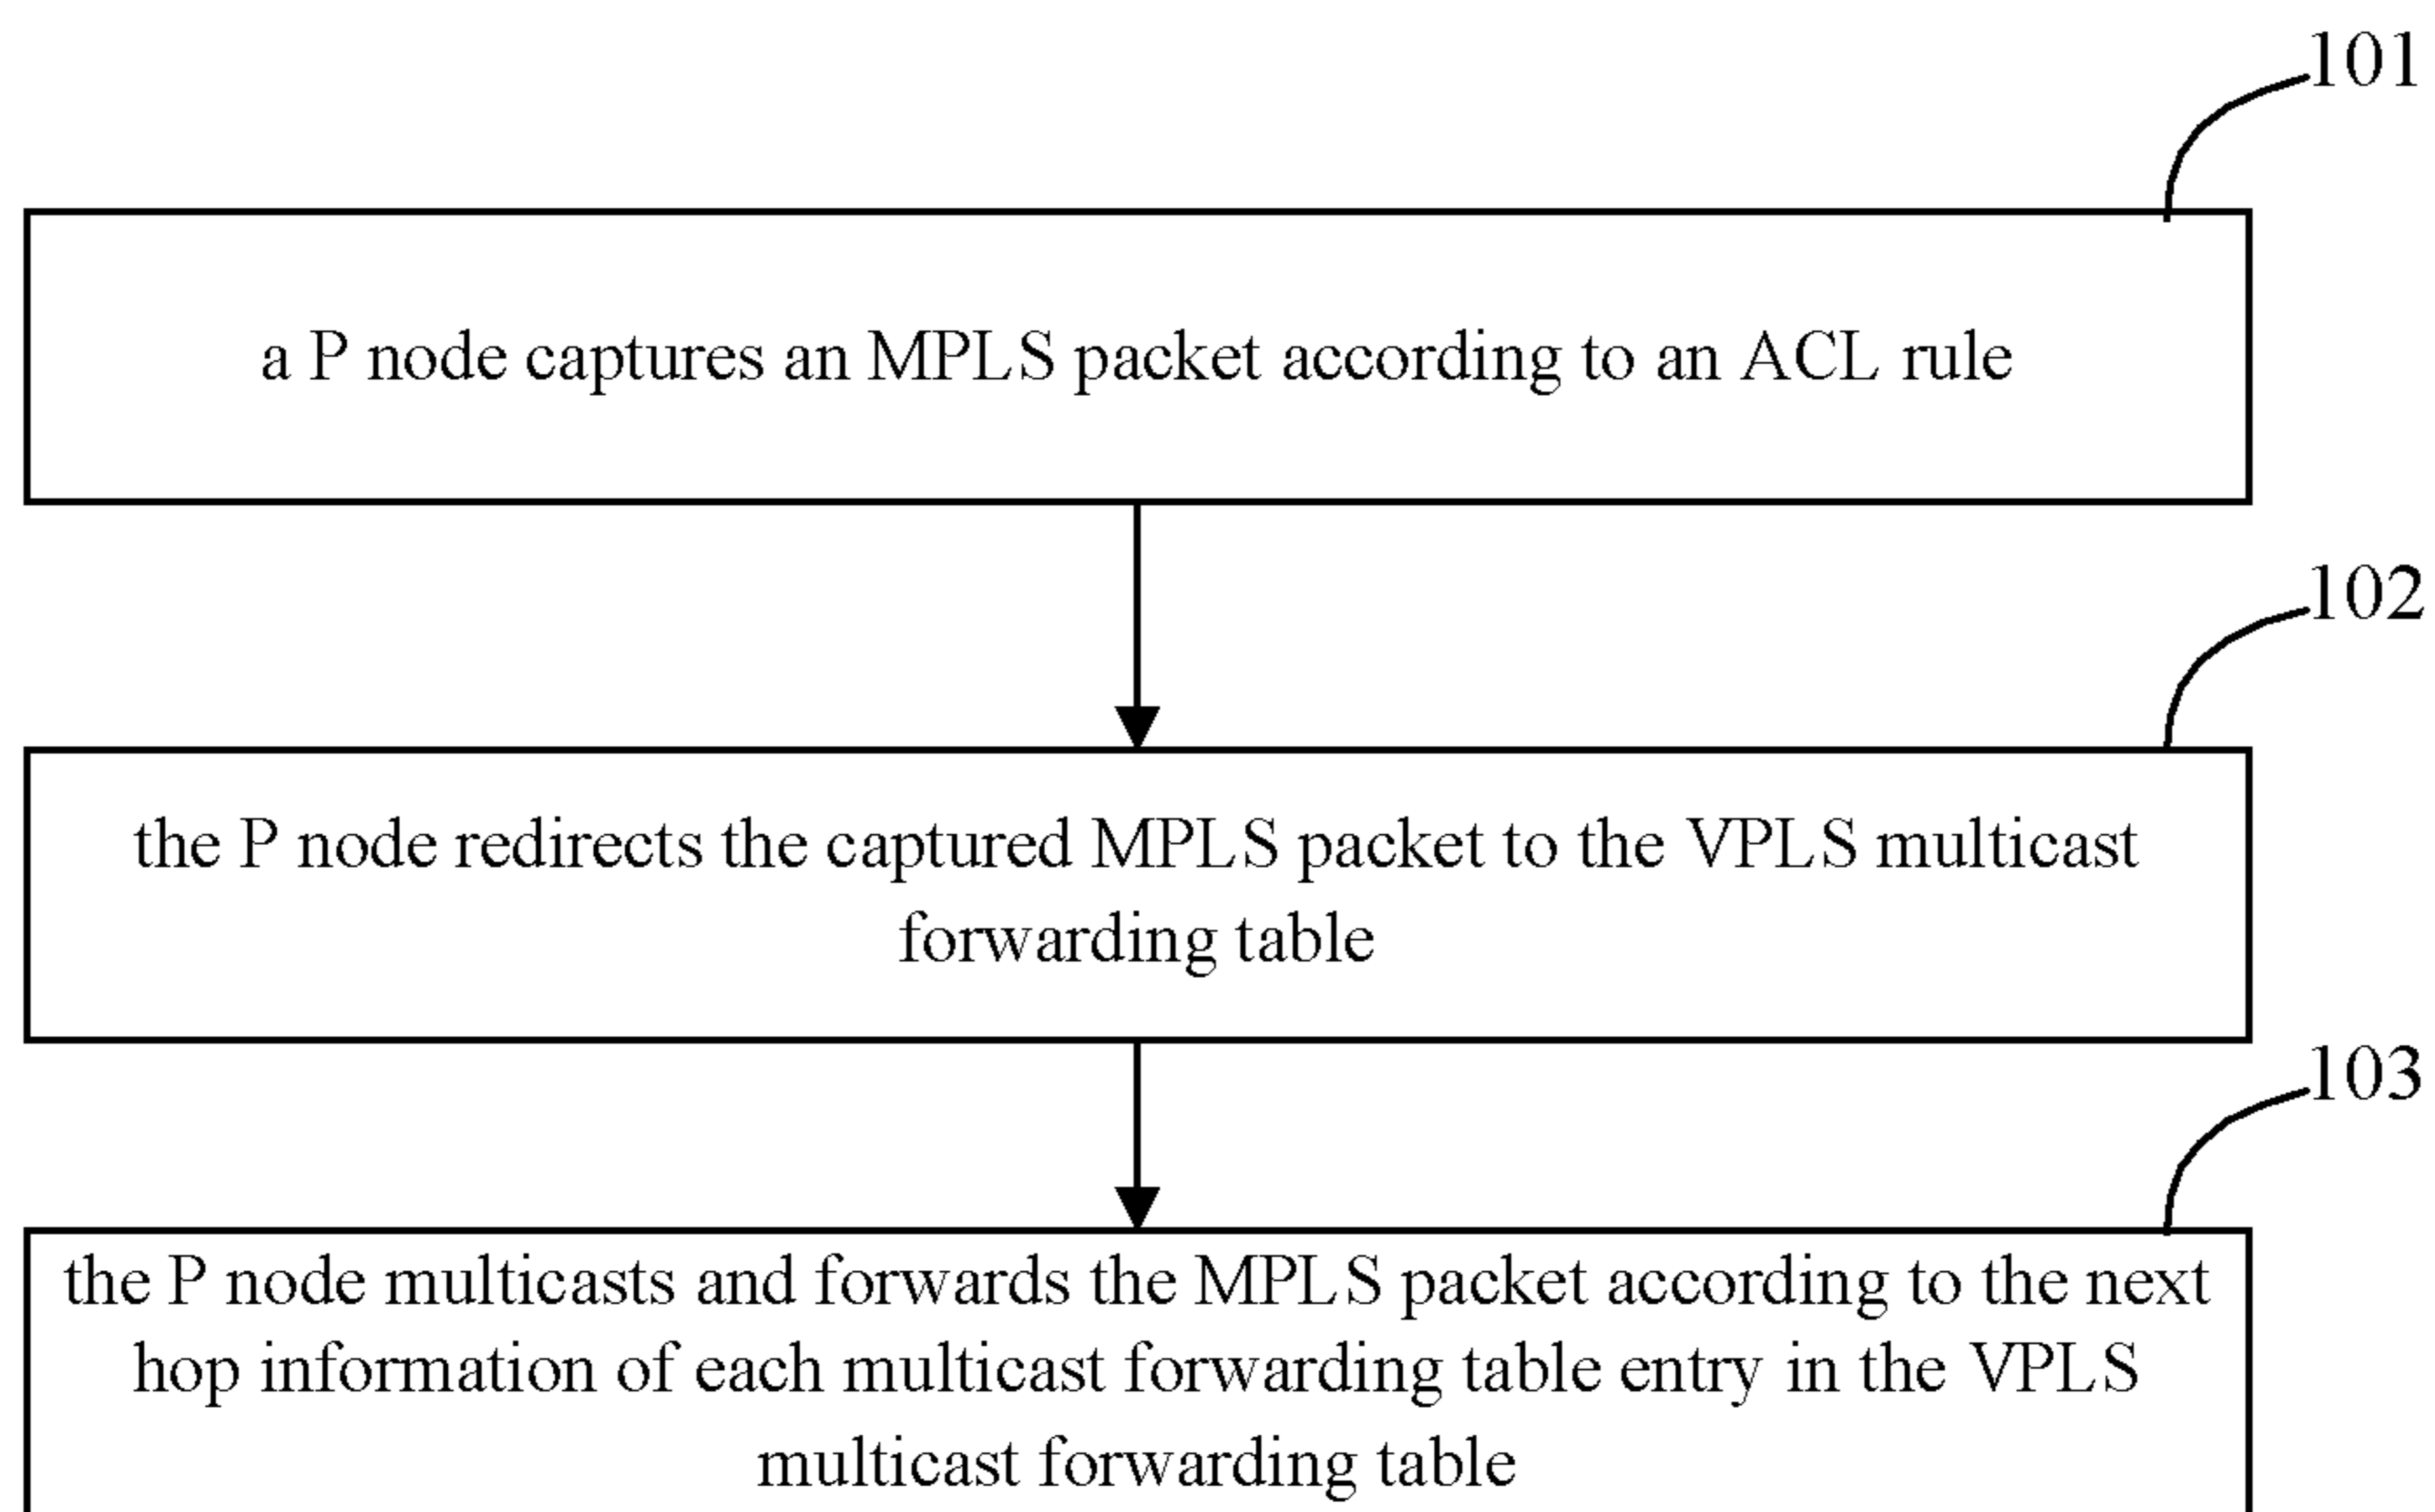 101
a P node captures an MPLS packet according to an ACL rule
102
the P node redirects the captured MPLS packet to the VPLS multicast
forwarding table
103
the P node multicasts and forwards the MPLS packet according to the next
hop information of each multicast forwarding table entry in the VPLS
multicast forwarding table